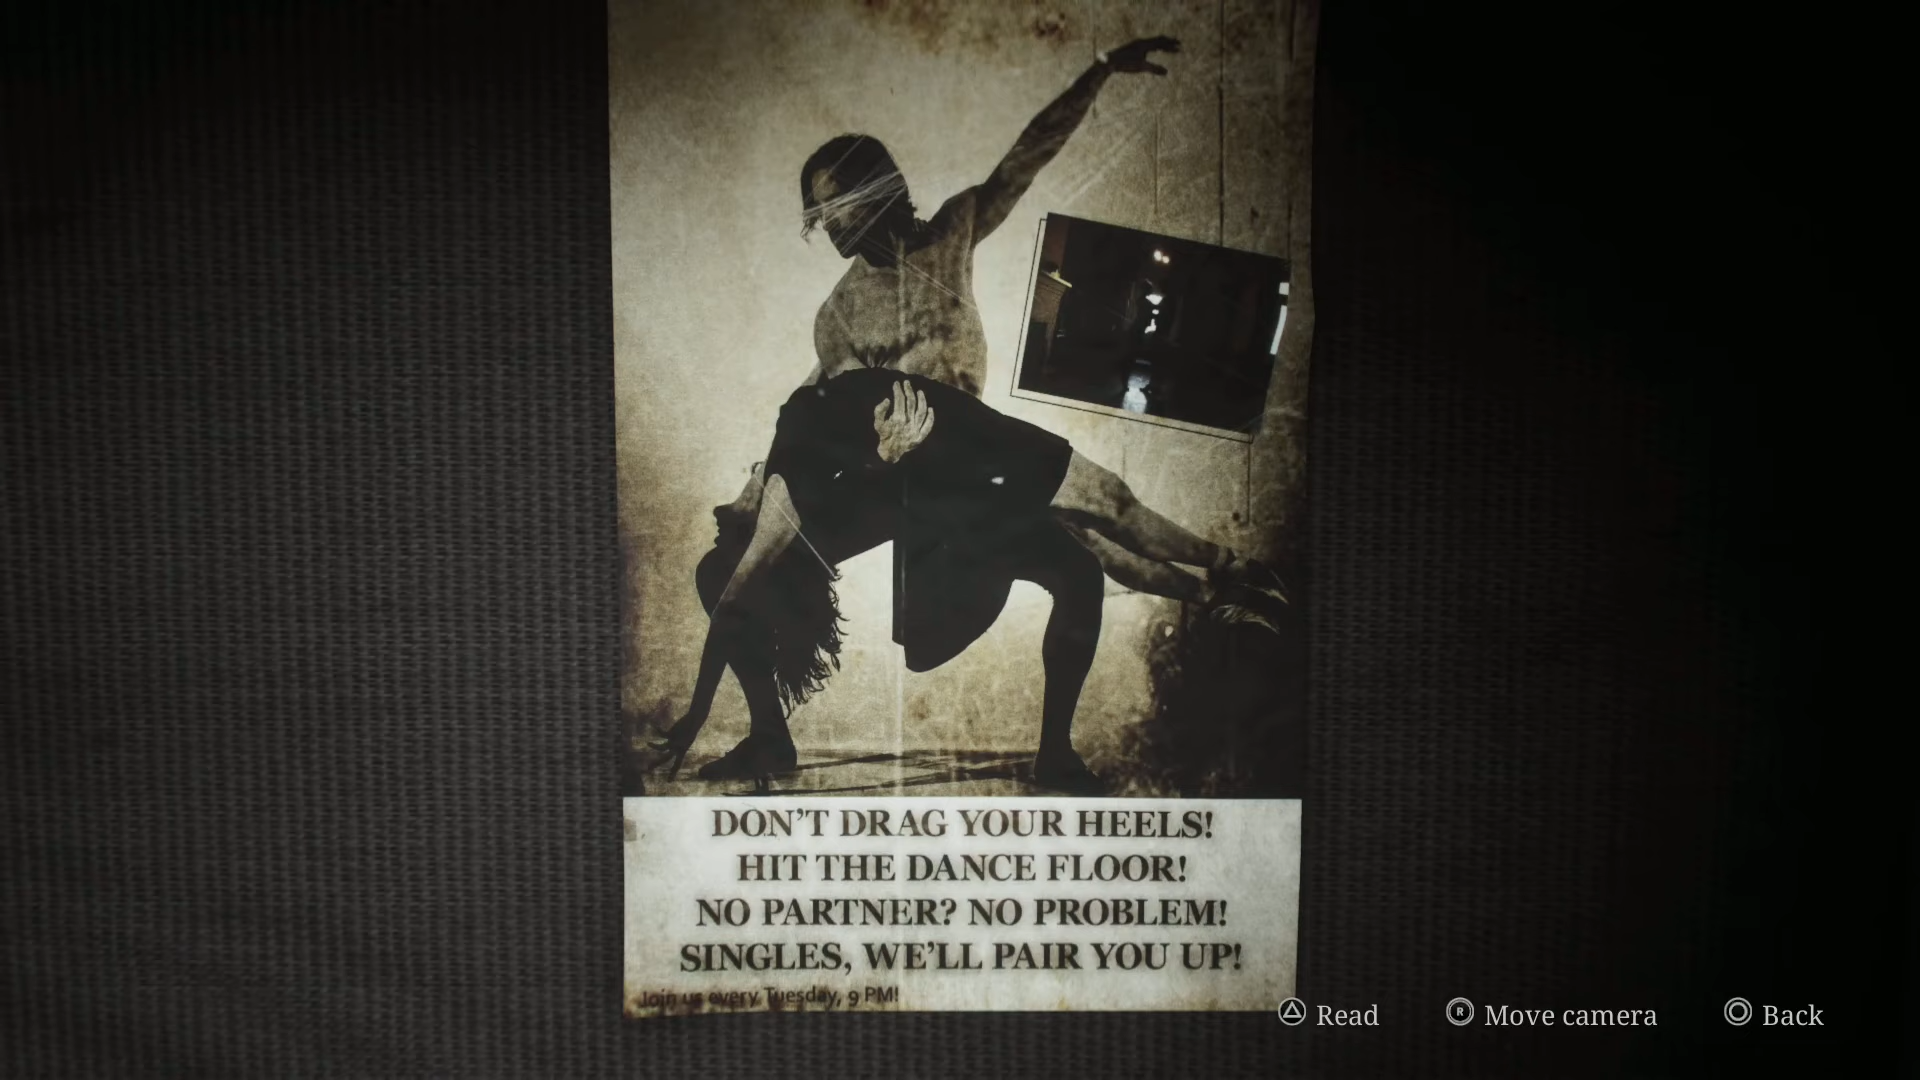 DON'T DRAG YOUR HEELS!
HIT THE DANCE FLOOR!
NO PARTNER? NO PROBLEM!
SINGLES, WE'LL PAIR YOU UP!
Join us every Tuesday, 9 PM!
Read
R Move camera
Back